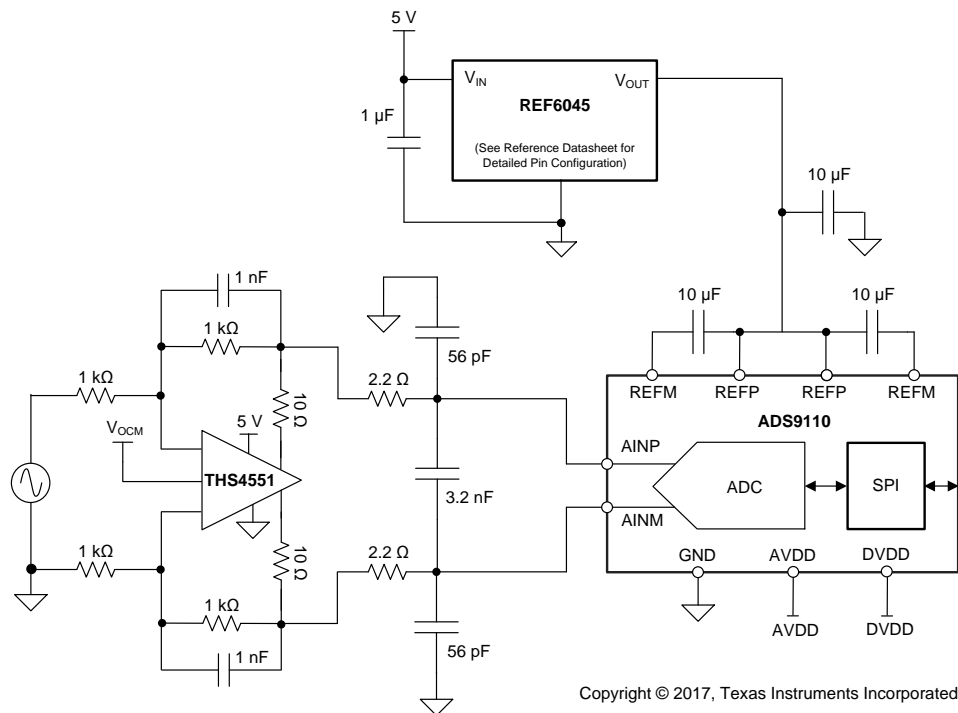 5 V
V_IN
V_OUT
REF6045
1 µF
(See Reference Datasheet for
Detailed Pin Configuration)
10 µF
1 nF
10 µF
10 µF
1 kΩ
56 pF
1 kΩ
2.2 Ω
10 Ω
REFM
REFP
REFP
REFM
ADS9110
V_OCM
5 V
AINP
THS4551
3.2 nF
ADC
SPI
AINM
1 kΩ
10 Ω
2.2 Ω
GND
AVDD
DVDD
1 kΩ
56 pF
AVDD
DVDD
1 nF
Copyright © 2017, Texas Instruments Incorporated